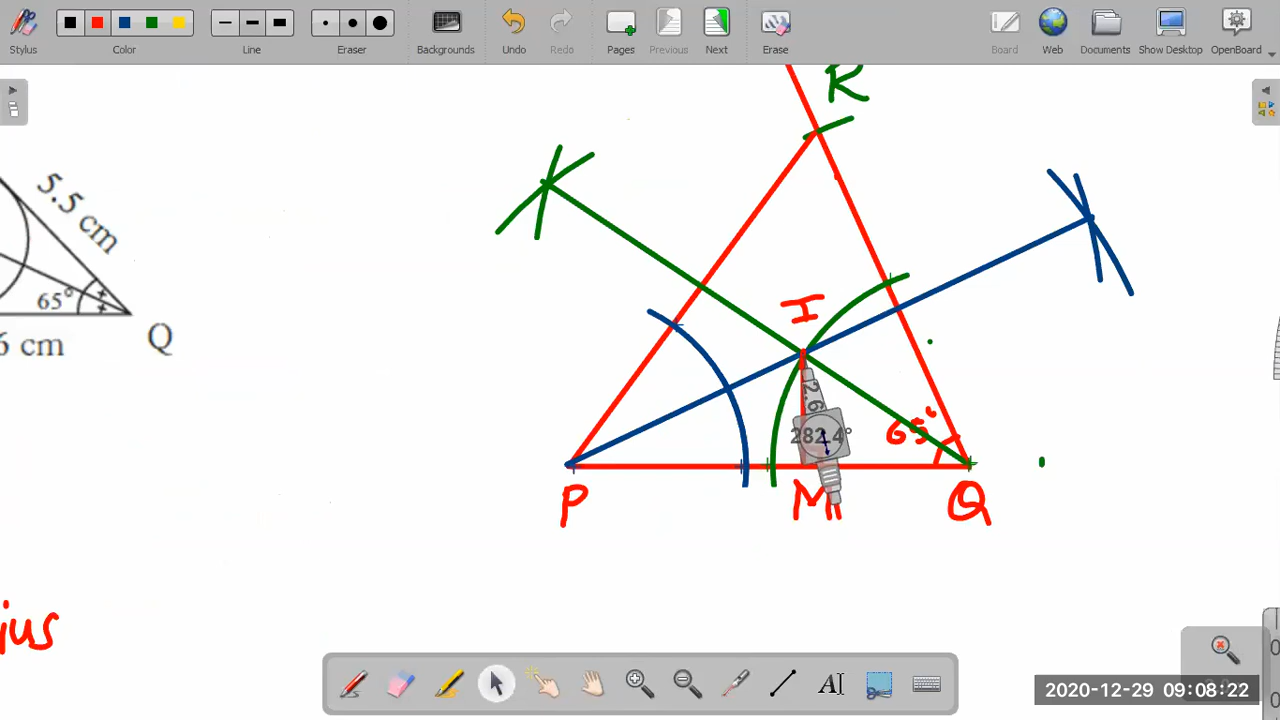 Stylus Color Line Eraser Backgrounds Undo Redo Pages Previous Next Erase Board Web Documents Show Desktop OpenBoard
R
5.5 cm
I
2.6
65°
65°
282.4°
6 cm
Q
P
M
Q
ius
2020-12-29 09:08:22